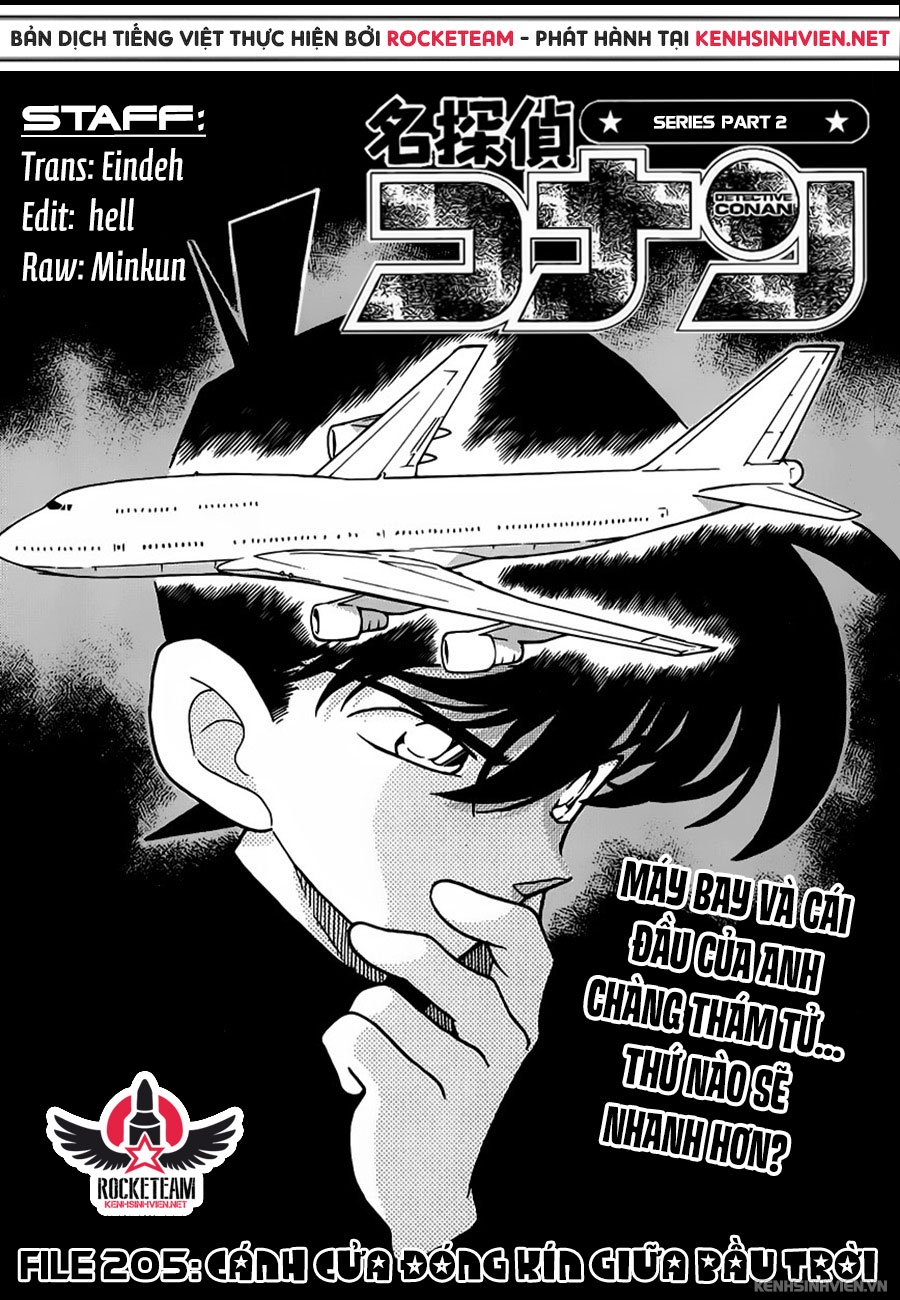 BẢN DỊCH TIẾNG VIỆT THỰC HIỆN BỞI ROCKETEAM - PHÁT HÀNH TẠI KENHSINHVIEN.NET
STAFF:
Trans: Eindeh
Edit: hell
Raw: Minkun
名探偵
SERIES PART 2
コナン
DETECTIVE
CONAN
MÁY BAY VÀ CÁI
ĐẦU CỦA ANH
CHÀNG THÁM TỬ...
THỨ NÀO SẼ
NHANH HƠN?
ROCKETEAM
KENHSINHVIEN.NET
FILE 205: CÁNH CỬA ĐÓNG KÍN GIỮA BẦU TRỜI
KENHSINHVIEN.VN